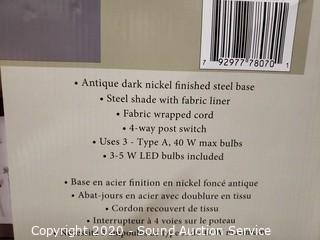 7 92977 78070 1
• Antique dark nickel finished steel base
• Steel shade with fabric liner
• Fabric wrapped cord
• 4-way post switch
• Uses 3 - Type A, 40 W max bulbs
• 3-5 W LED bulbs included
• Base en acier finition en nickel foncé antique
• Abat-jours en acier avec doublure en tissu
• Cordon recouvert de tissu
• Interrupteur à 4 voies sur le poteau
Copyright 2020 - Sound Auction Service